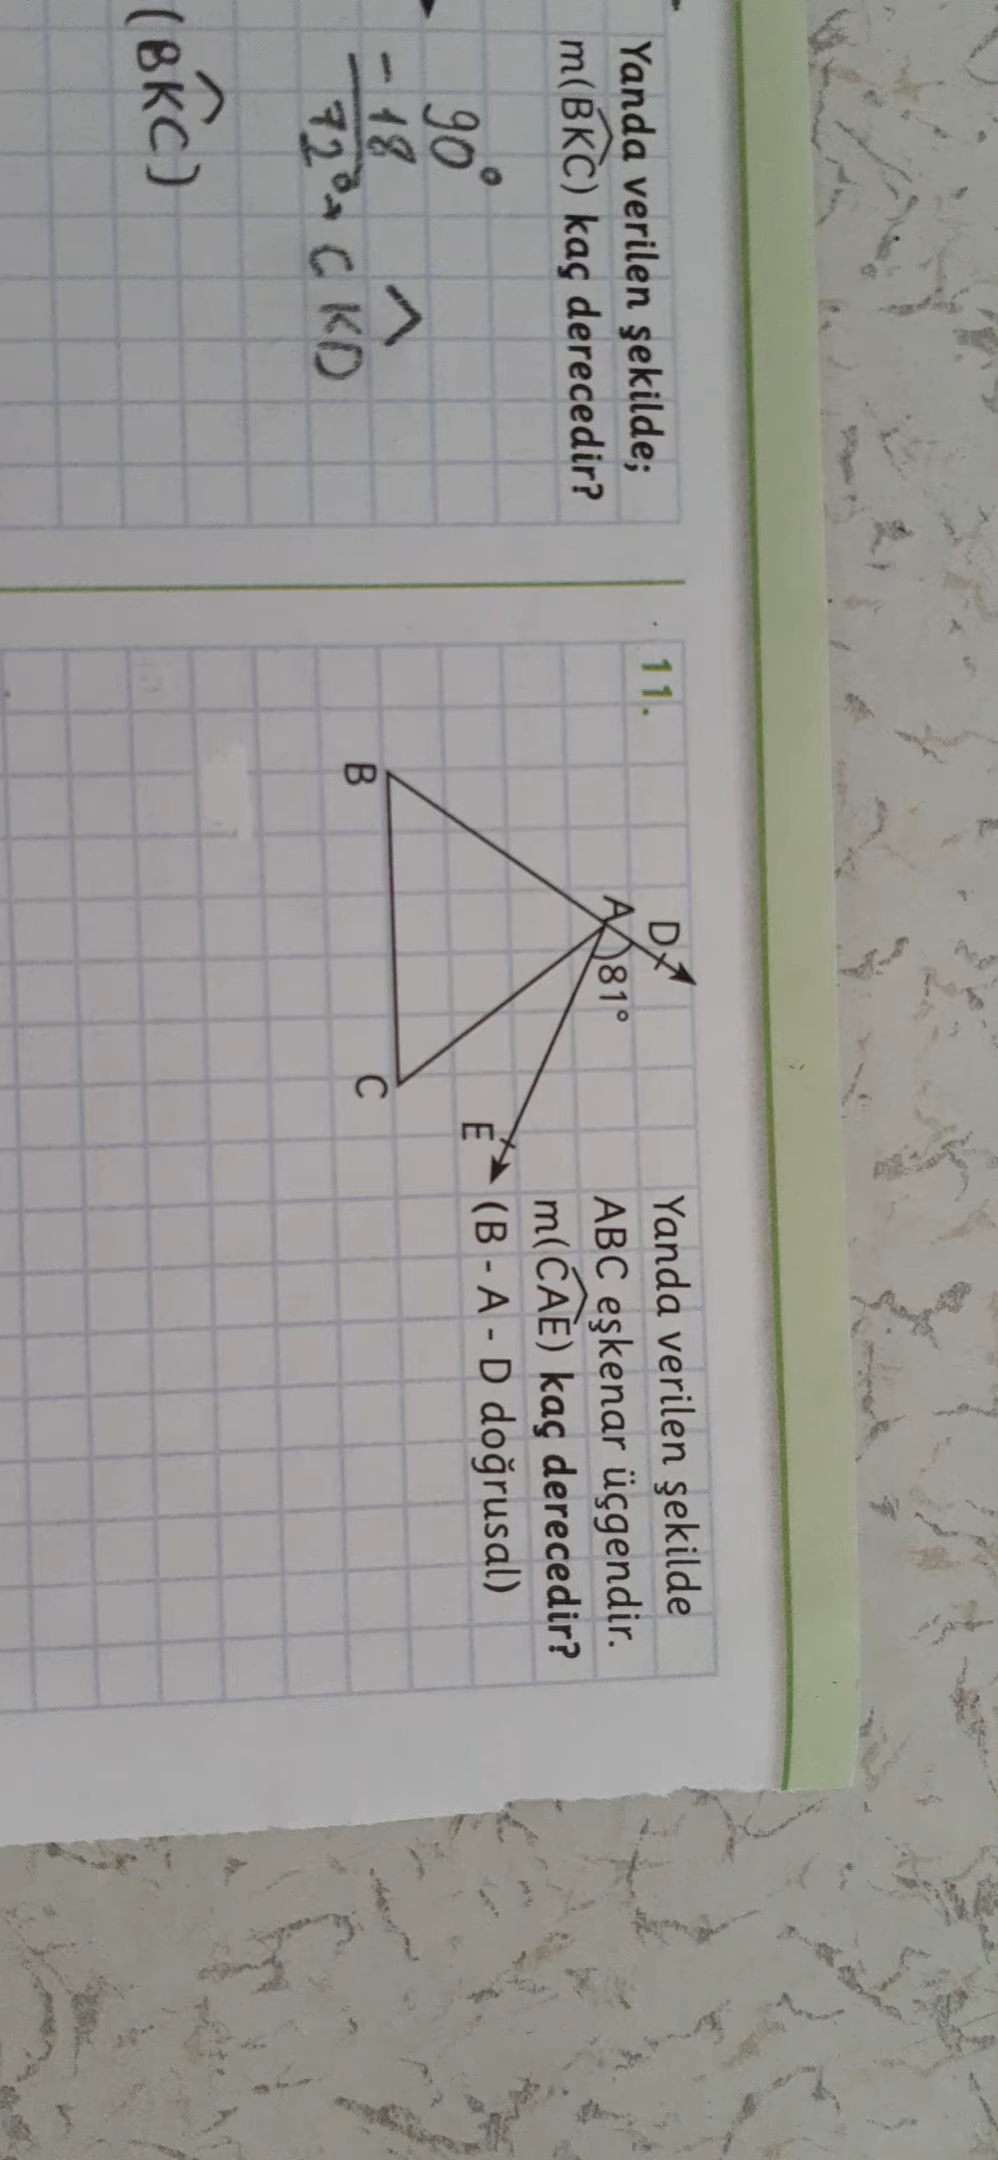 Yanda verilen şekilde;
m(BKC) kaç derecedir?
90°
- 18
72° → CKD
(BKC)
11.
D
A
81°
B
C
E
Yanda verilen şekilde
ABC eşkenar üçgendir.
m(CAE) kaç derecedir?
(B - A - D doğrusal)